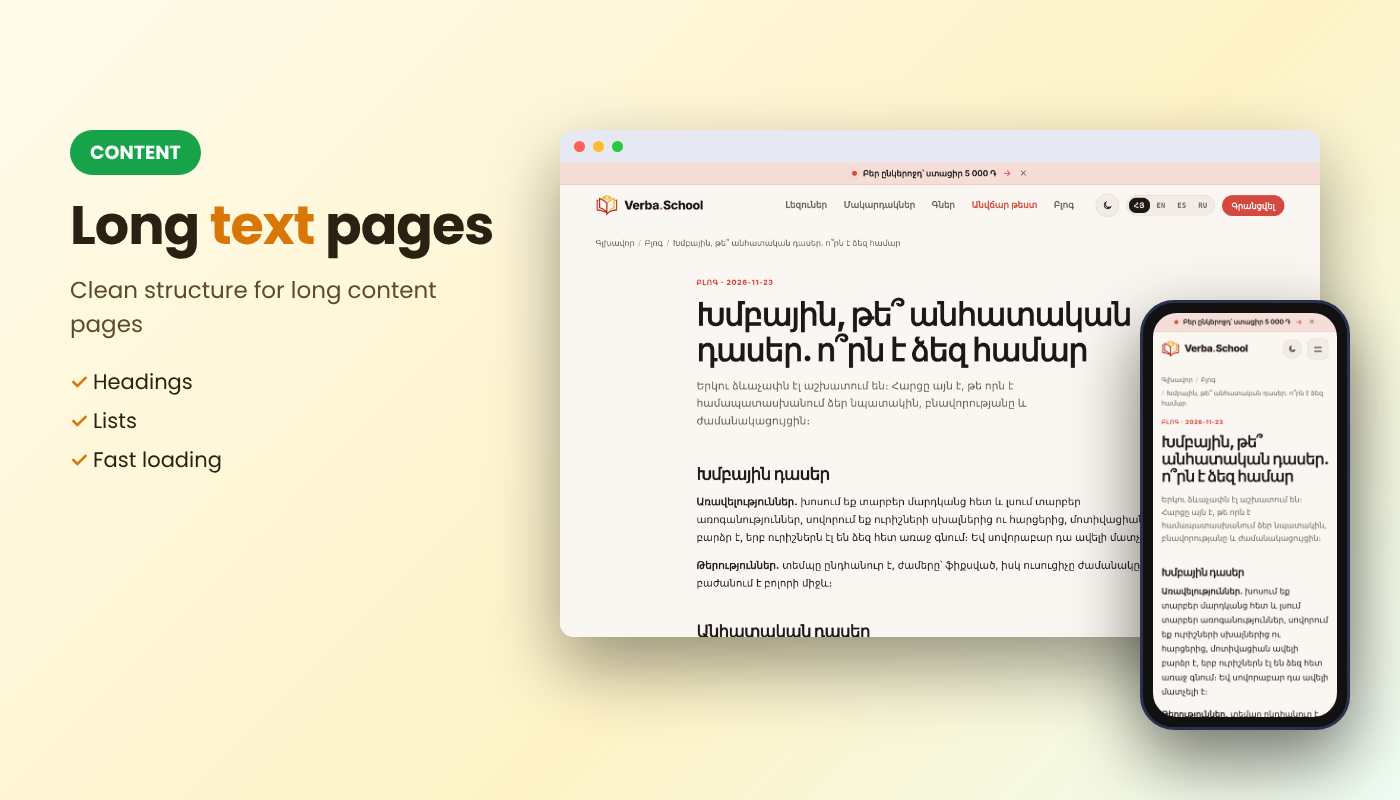 CONTENT
Long text pages
Clean structure for long content
pages
Headings
Lists
Fast loading
Բեր ընկերոջդ՝ ստացիր 5 000 ֏ → ✕
Verba.School
Լեզուներ Մակարդակներ Գներ Անվճար թեստ Բլոգ
ՀՅ EN ES RU
Գրանցվել
Գլխավոր / Բլոգ / Խմբային, թե՞ անհատական դասեր. ո՞րն է ձեզ համար
ԲԼՈԳ · 2026-11-23
Խմբային, թե՞ անհատական
դասեր. ո՞րն է ձեզ համար
Երկու ձևաչափն էլ աշխատում են։ Հարցը այն է, թե որն է
համապատասխանում ձեր նպատակին, բնավորությանը և
ժամանակացույցին։
Խմբային դասեր
Առավելություններ. խոսում եք տարբեր մարդկանց հետ և լսում տարբեր
առոգանություններ, սովորում եք ուրիշների սխալներից ու հարցերից, մոտիվացիան
բարձր է, երբ ուրիշներն էլ են ձեզ հետ առաջ գնում։ Եվ սովորաբար դա ավելի
Թերություններ. տեմպը ընդհանուր է, ժամերը՝ ֆիքսված, իսկ ուսուցիչը ժամանակը
բաժանում է բոլորի միջև։
Անհատական դասեր
Բեր ընկերոջդ՝ ստացիր 5 000 ֏ → ✕
Verba.School
Գլխավոր / Բլոգ
/ Խմբային, թե՞ անհատական դասեր. ո՞րն է ձեզ
համար
ԲԼՈԳ · 2026-11-23
Խմբային, թե՞
անհատական դասեր.
ո՞րն է ձեզ համար
Երկու ձևաչափն էլ աշխատում են։
Հարցը այն է, թե որն է
համապատասխանում ձեր նպատակին,
բնավորությանը և ժամանակացույցին։
Խմբային դասեր
Առավելություններ. խոսում եք
տարբեր մարդկանց հետ և լսում
տարբեր առոգանություններ, սովորում
եք ուրիշների սխալներից ու
հարցերից, մոտիվացիան ավելի
բարձր է, երբ ուրիշներն էլ են ձեզ հետ
առաջ գնում։ Եվ սովորաբար դա ավելի
մատչելի է։
Թերություններ. տեմպը ընդհանուր է,